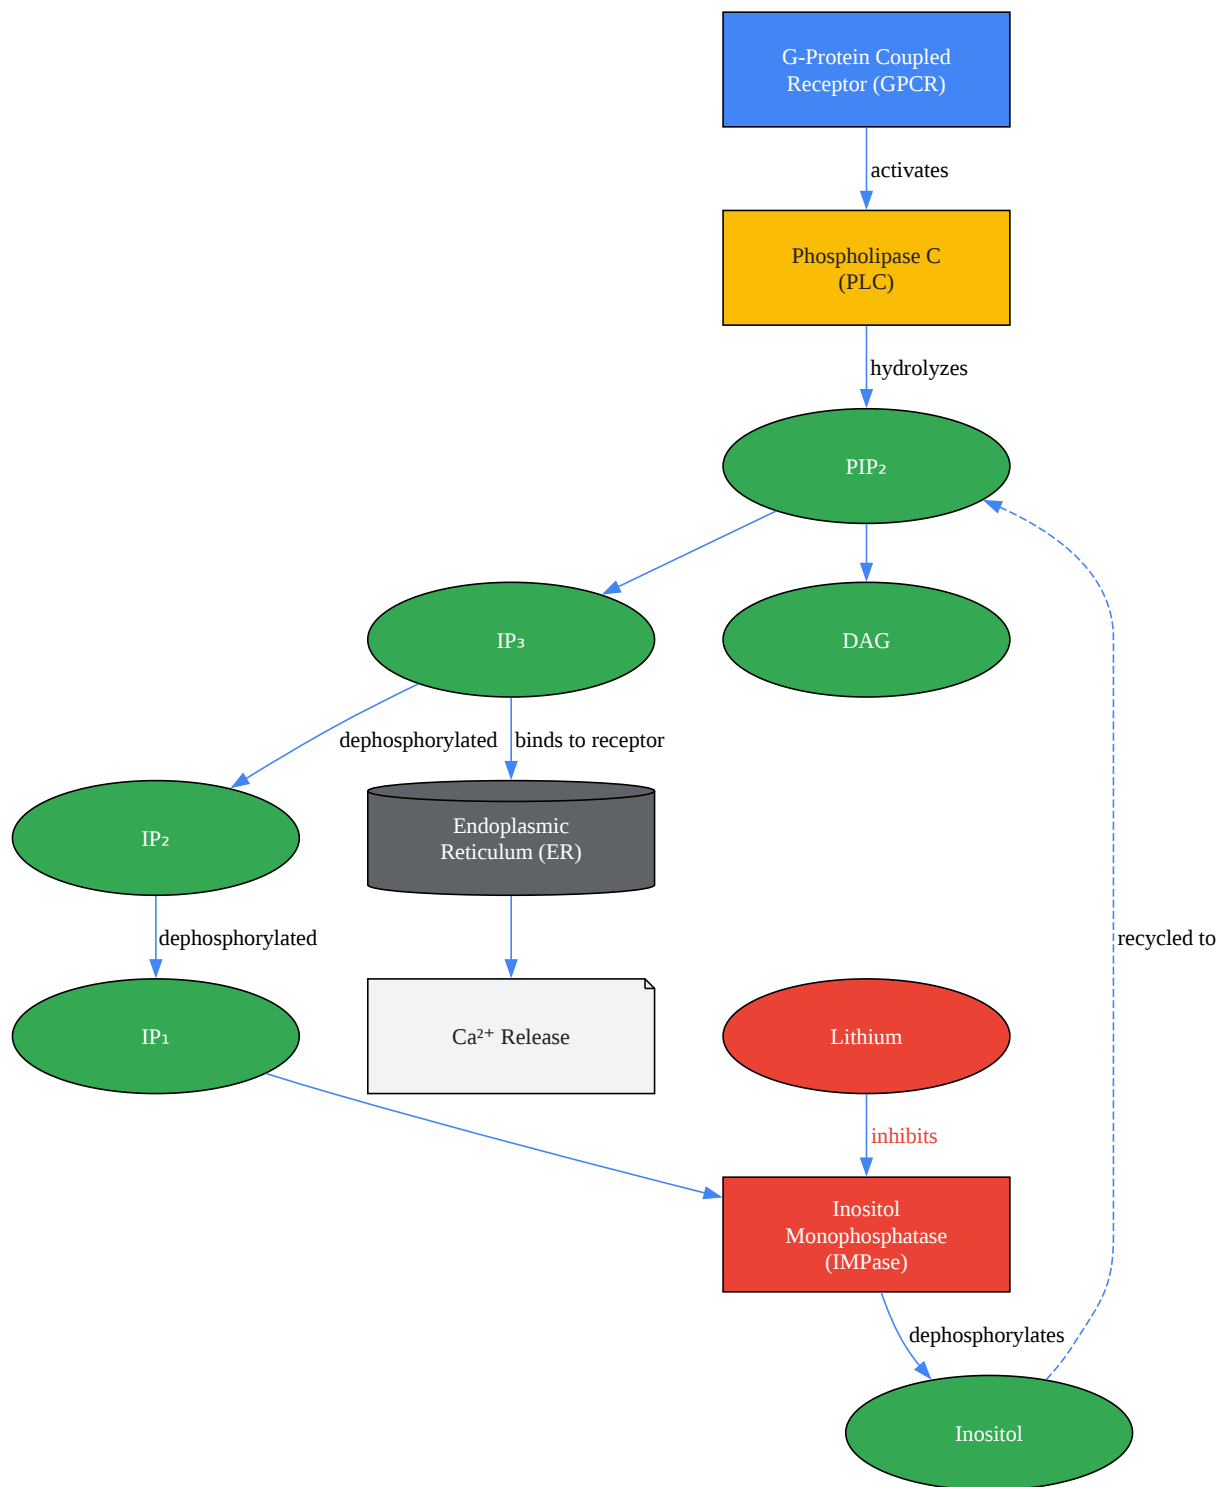 G-Protein Coupled
Receptor (GPCR)
activates
Phospholipase C
(PLC)
hydrolyzes
PIP₂
IP₃
DAG
dephosphorylated
binds to receptor
IP₂
Endoplasmic
Reticulum (ER)
dephosphorylated
recycled to
IP₁
Ca²⁺ Release
Lithium
inhibits
Inositol
Monophosphatase
(IMPase)
dephosphorylates
Inositol